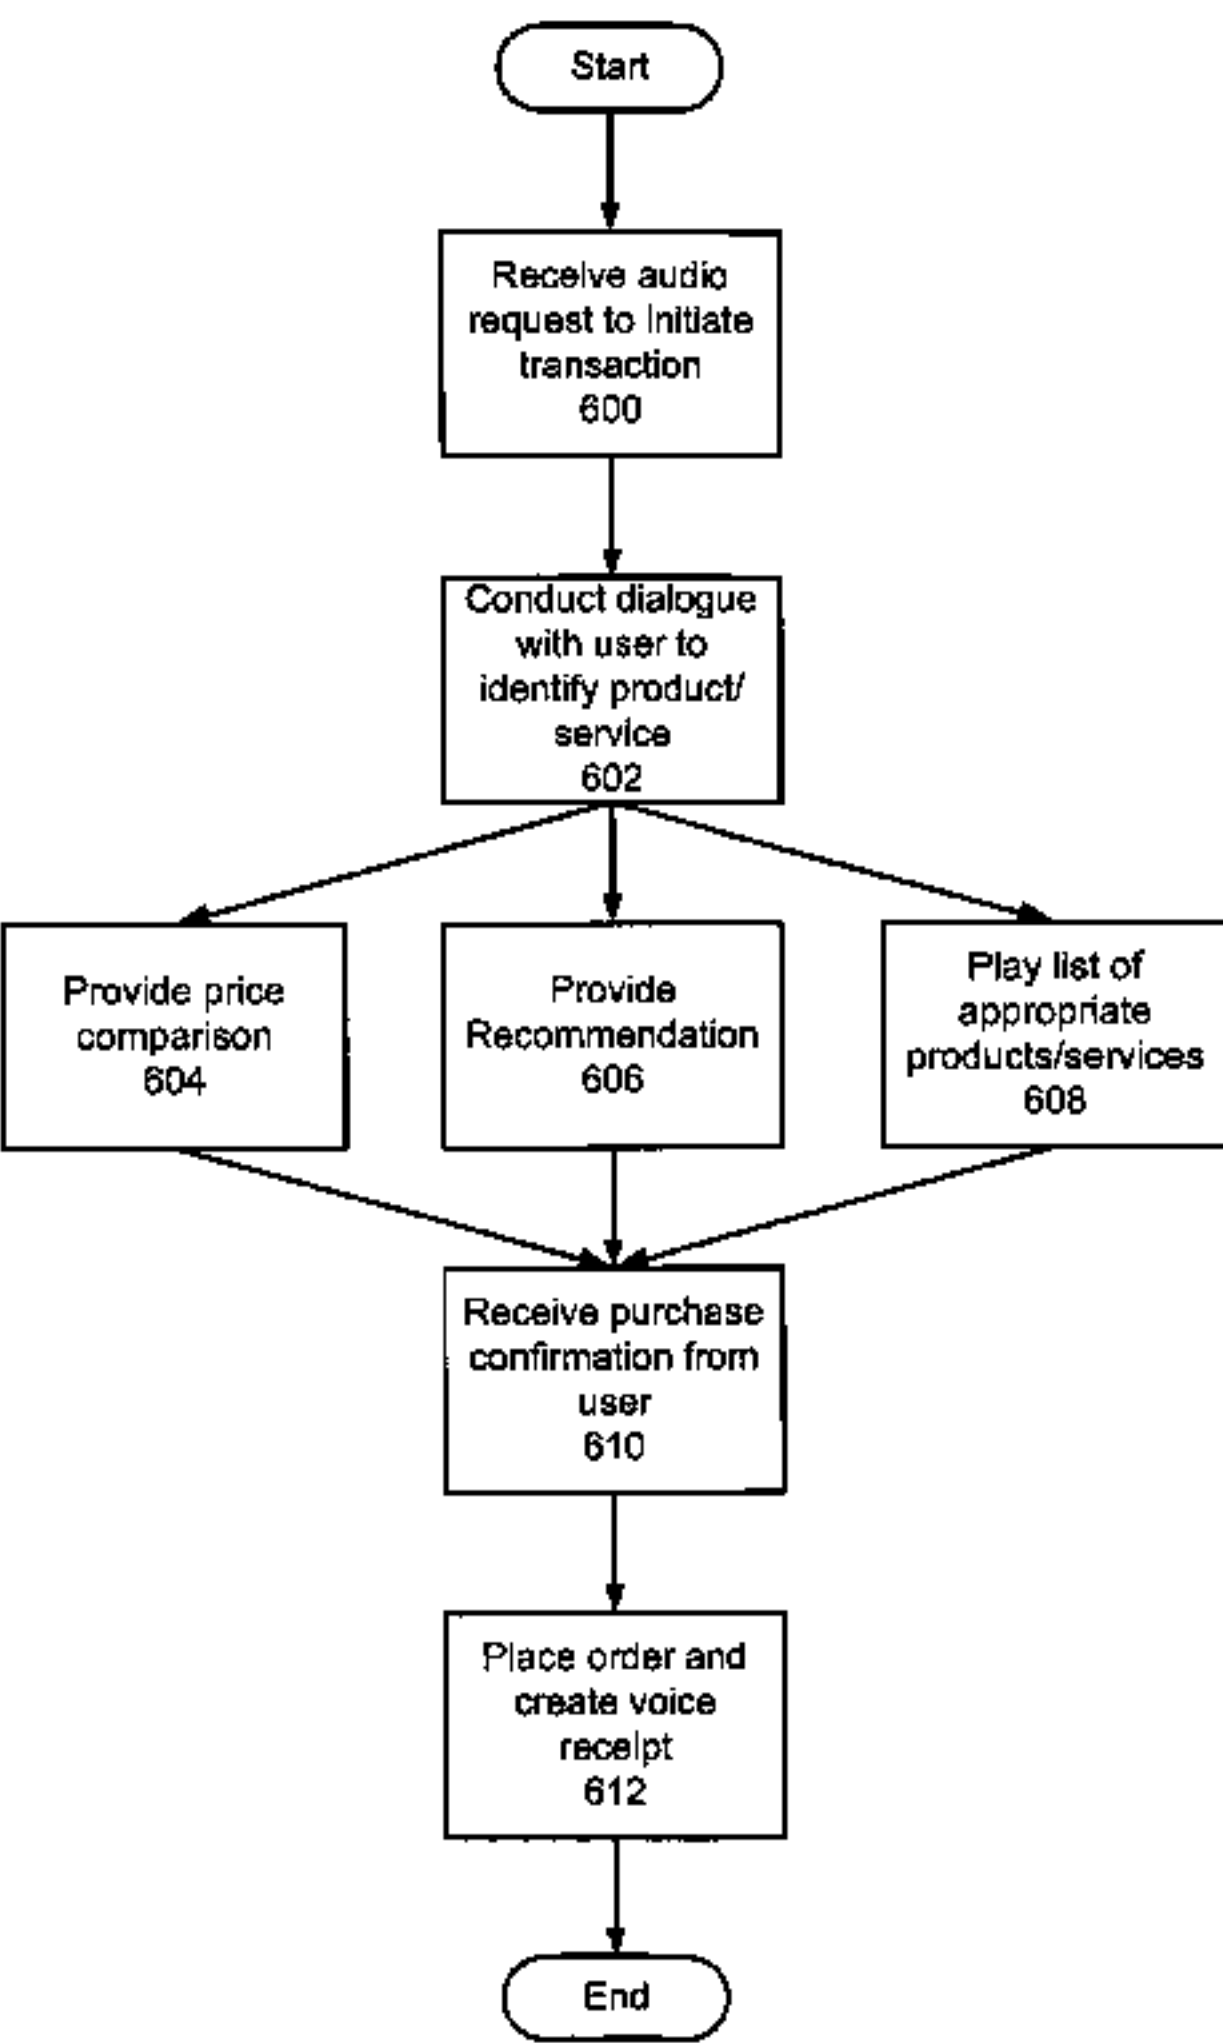 Start
Receive audio
request to Initiate
transaction
600
Conduct dialogue
with user to
identify product/
service
602
Provide price
comparison
604
Provide
Recommendation
606
Play list of
appropriate
products/services
608
Receive purchase
confirmation from
user
610
Place order and
create voice
receipt
612
End